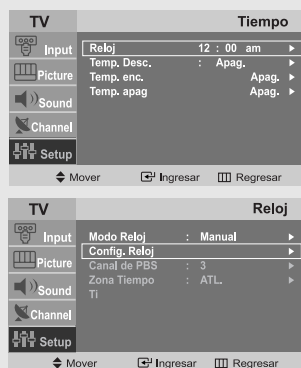 TV Tiempo
Input
Picture
Sound
Channel
Setup
Reloj 12 : 00 am
Temp. Desc. : Apag.
Temp. enc. Apag.
Temp. apag Apag.
Mover Ingresar Regresar
TV Reloj
Input
Picture
Sound
Channel
Setup
Modo Reloj : Manual
Config. Reloj
Canal de PBS : 3
Zona Tiempo : ATL.
Ti
Mover Ingresar Regresar